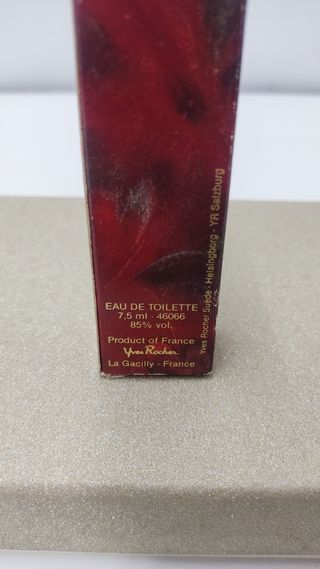 EAU DE TOILETTE
7,5 ml - 46066
85% vol.
Product of France
Yves Rocher
La Gacilly - France
Yves Rocher Suède - Helsingborg - YR Salzburg